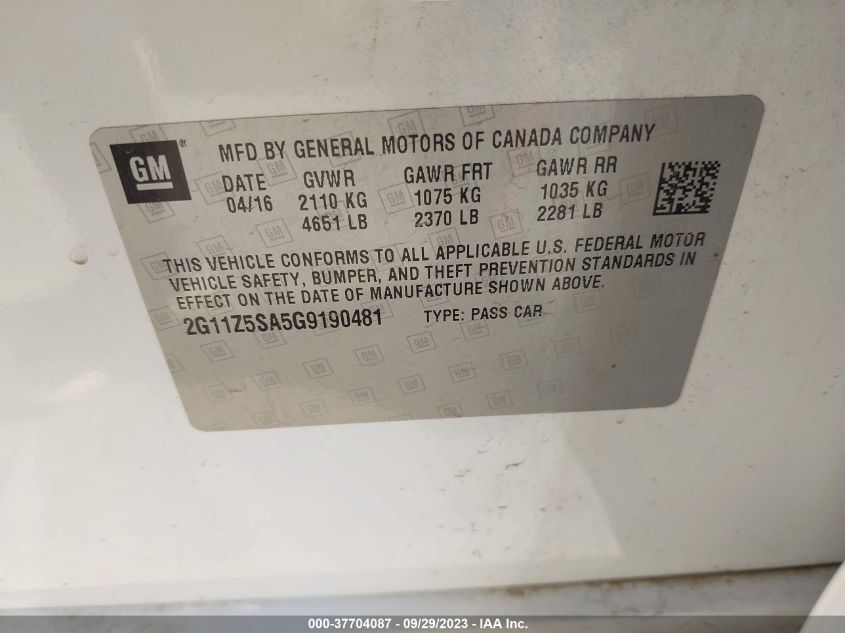 GM® MFD BY GENERAL MOTORS OF CANADA COMPANY
DATE GVWR GAWR FRT GAWR RR
04/16 2110 KG 1075 KG 1035 KG
4651 LB 2370 LB 2281 LB
THIS VEHICLE CONFORMS TO ALL APPLICABLE U.S. FEDERAL MOTOR
VEHICLE SAFETY, BUMPER, AND THEFT PREVENTION STANDARDS IN
EFFECT ON THE DATE OF MANUFACTURE SHOWN ABOVE.
2G11Z5SA5G9190481 TYPE: PASS CAR
000-37704087 - 09/29/2023 - IAA Inc.